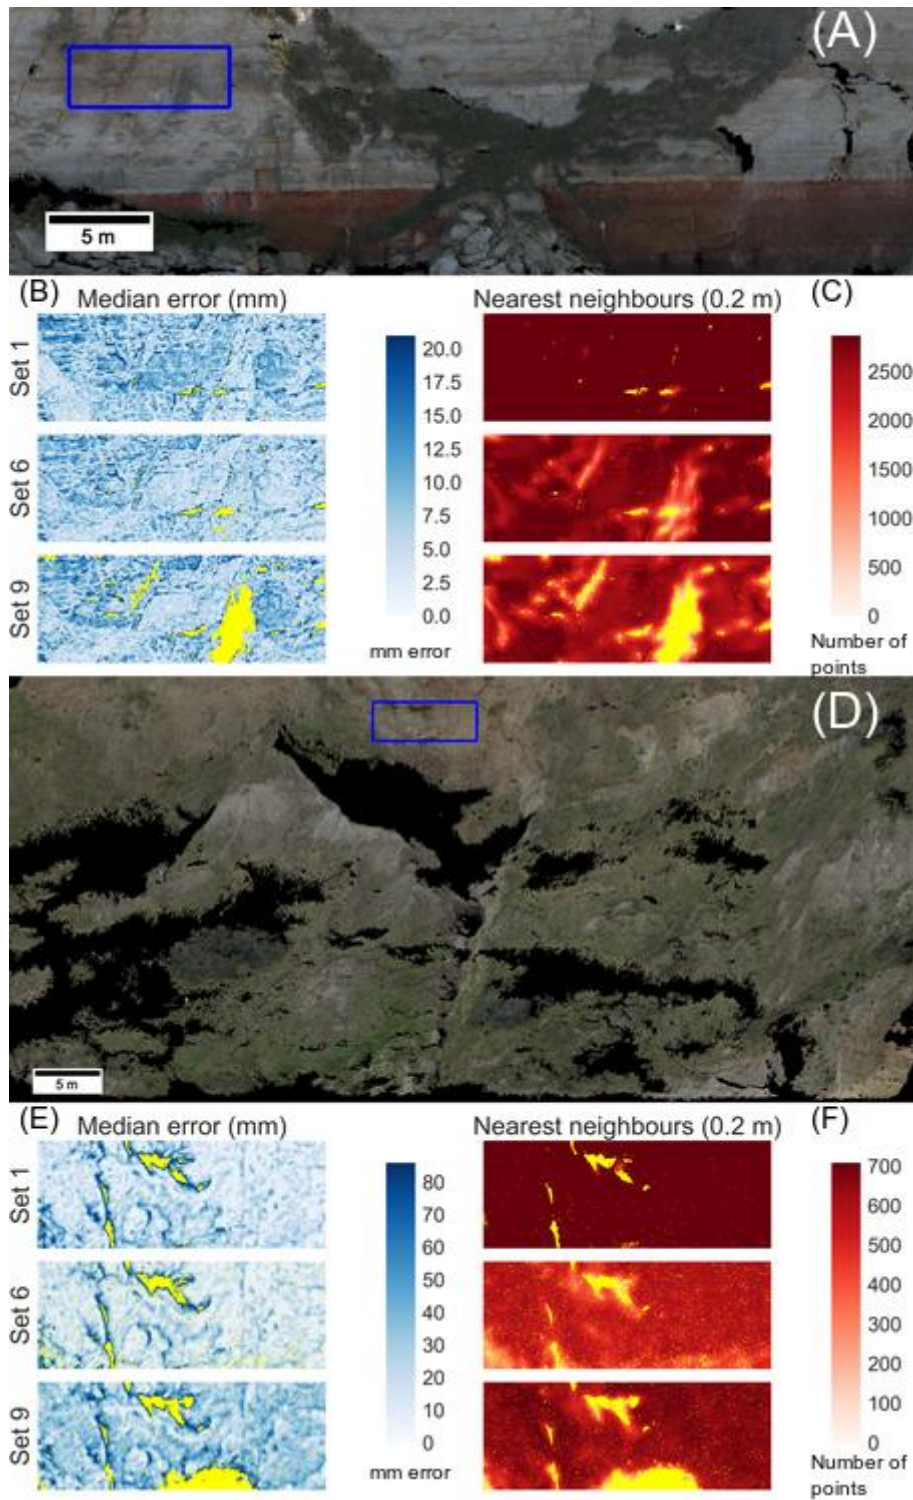 (A)
5 m
(B) Median error (mm) Nearest neighbours (0.2 m) (C)
Set 1
Set 6
Set 9
20.0
17.5
15.0
12.5
10.0
7.5
5.0
2.5
0.0
mm error
2500
2000
1500
1000
500
0
Number of
points
(D)
5 m
(E) Median error (mm) Nearest neighbours (0.2 m) (F)
Set 1
Set 6
Set 9
80
70
60
50
40
30
20
10
0
mm error
700
600
500
400
300
200
100
0
Number of
points